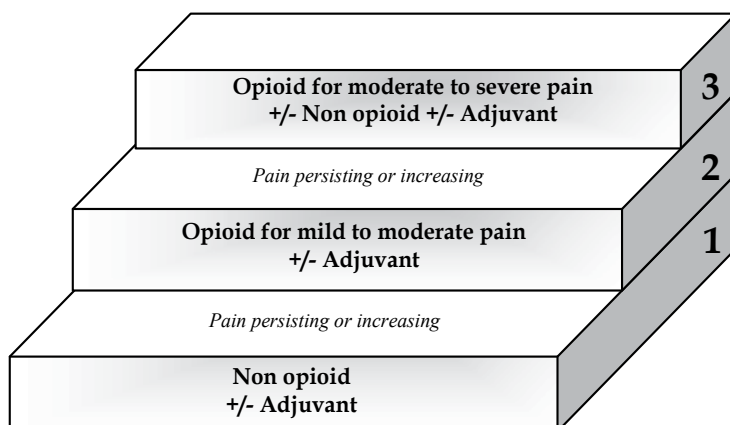 Opioid for moderate to severe pain
+/- Non opioid +/- Adjuvant
3
Pain persisting or increasing
2
Opioid for mild to moderate pain
+/- Adjuvant
1
Pain persisting or increasing
Non opioid
+/- Adjuvant